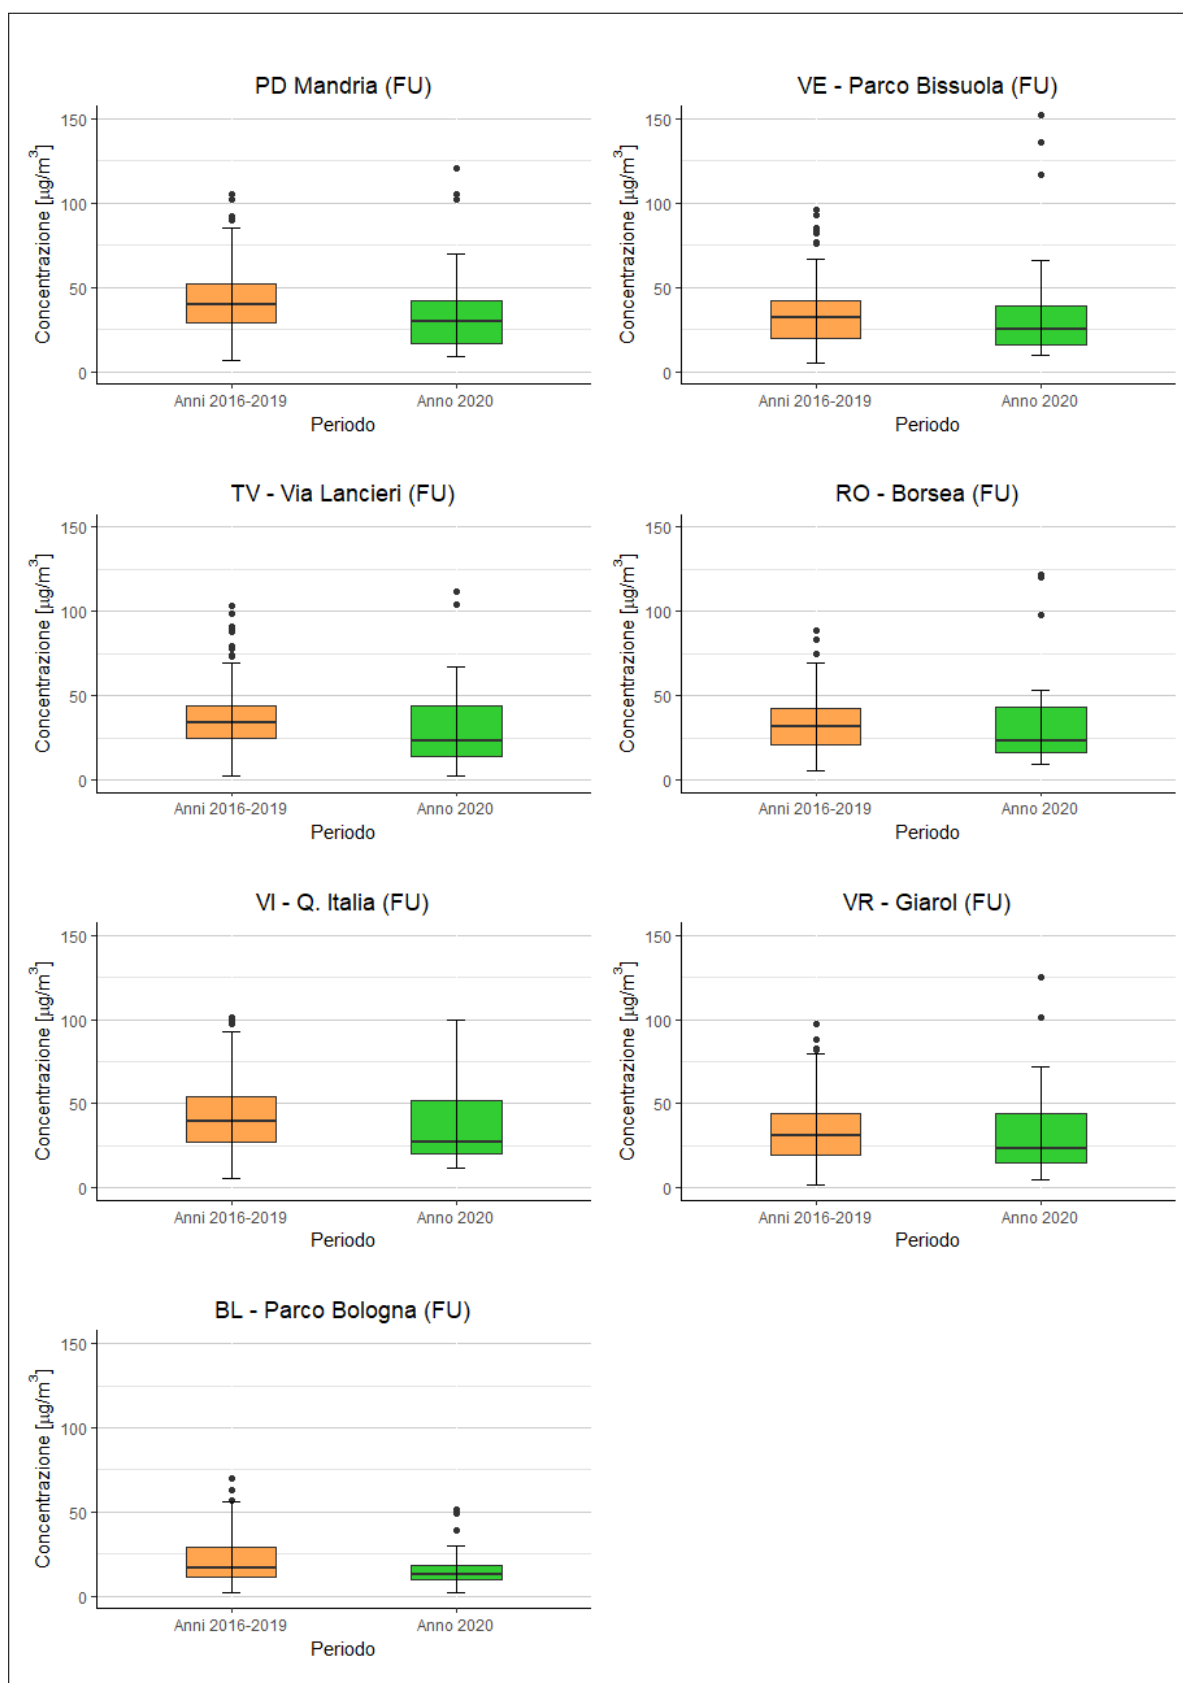 PD Mandria (FU)
Concentrazione [µg/m³]
150
100
50
0
Anni 2016-2019
Anno 2020
Periodo
VE - Parco Bissuola (FU)
Concentrazione [µg/m³]
150
100
50
0
Anni 2016-2019
Anno 2020
Periodo
TV - Via Lancieri (FU)
Concentrazione [µg/m³]
150
100
50
0
Anni 2016-2019
Anno 2020
Periodo
RO - Borsea (FU)
Concentrazione [µg/m³]
150
100
50
0
Anni 2016-2019
Anno 2020
Periodo
VI - Q. Italia (FU)
Concentrazione [µg/m³]
150
100
50
0
Anni 2016-2019
Anno 2020
Periodo
VR - Giarol (FU)
Concentrazione [µg/m³]
150
100
50
0
Anni 2016-2019
Anno 2020
Periodo
BL - Parco Bologna (FU)
Concentrazione [µg/m³]
150
100
50
0
Anni 2016-2019
Anno 2020
Periodo